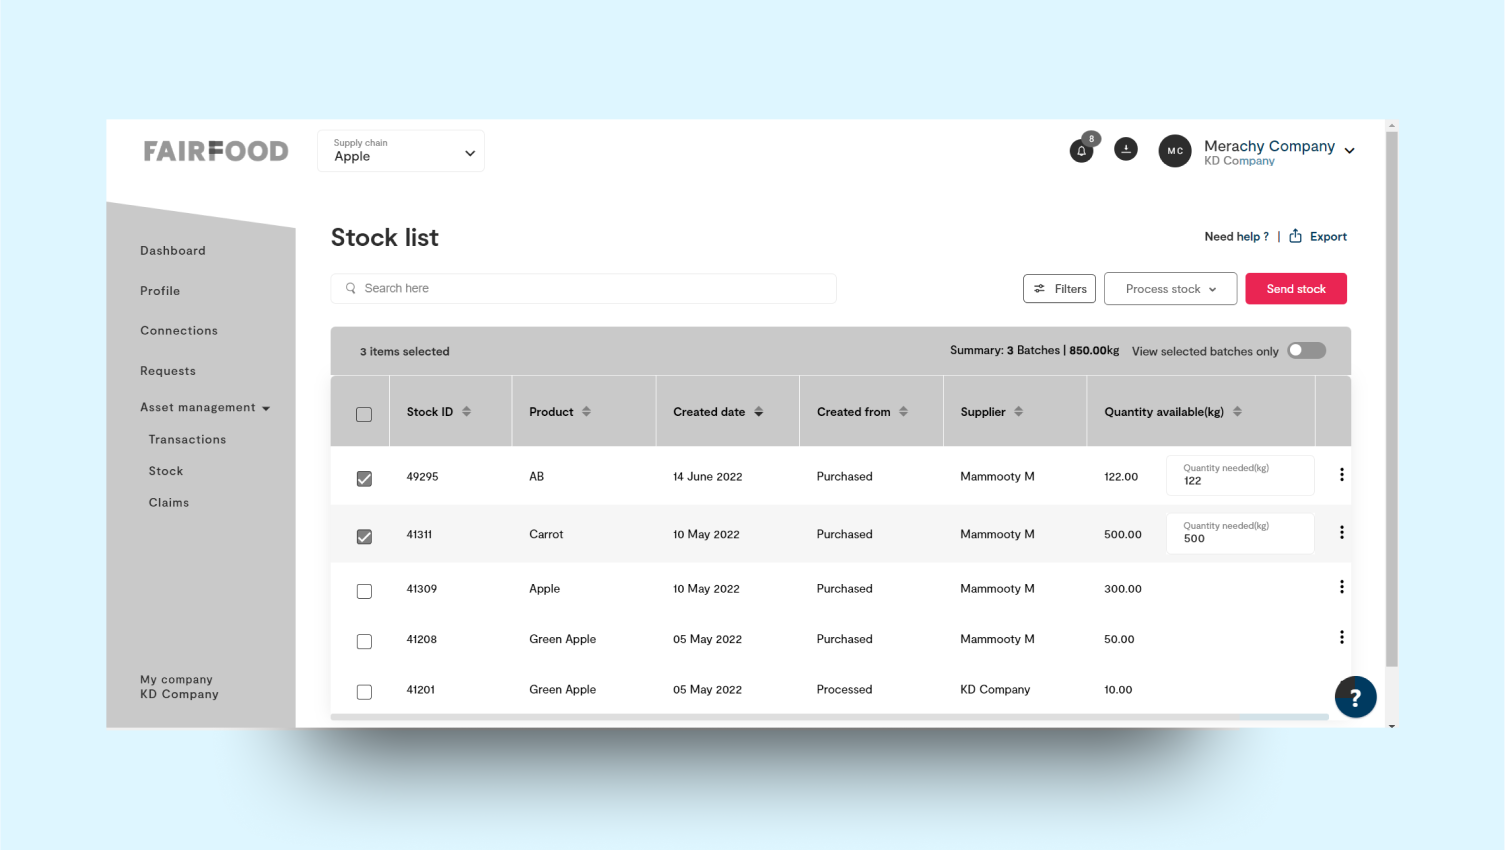 FAIRFOOD
Supply chain
Apple
8
MC
Merachy Company
KD Company
Dashboard
Profile
Connections
Requests
Asset management
Transactions
Stock
Claims
My company
KD Company
Stock list
Need help ? | Export
Search here
Filters
Process stock
Send stock
3 items selected
Summary: 3 Batches | 850.00kg View selected batches only
Stock ID Product Created date Created from Supplier Quantity available(kg)
49295 AB 14 June 2022 Purchased Mammooty M 122.00 Quantity needed(kg)
122
41311 Carrot 10 May 2022 Purchased Mammooty M 500.00 Quantity needed(kg)
500
41309 Apple 10 May 2022 Purchased Mammooty M 300.00
41208 Green Apple 05 May 2022 Purchased Mammooty M 50.00
41201 Green Apple 05 May 2022 Processed KD Company 10.00
?